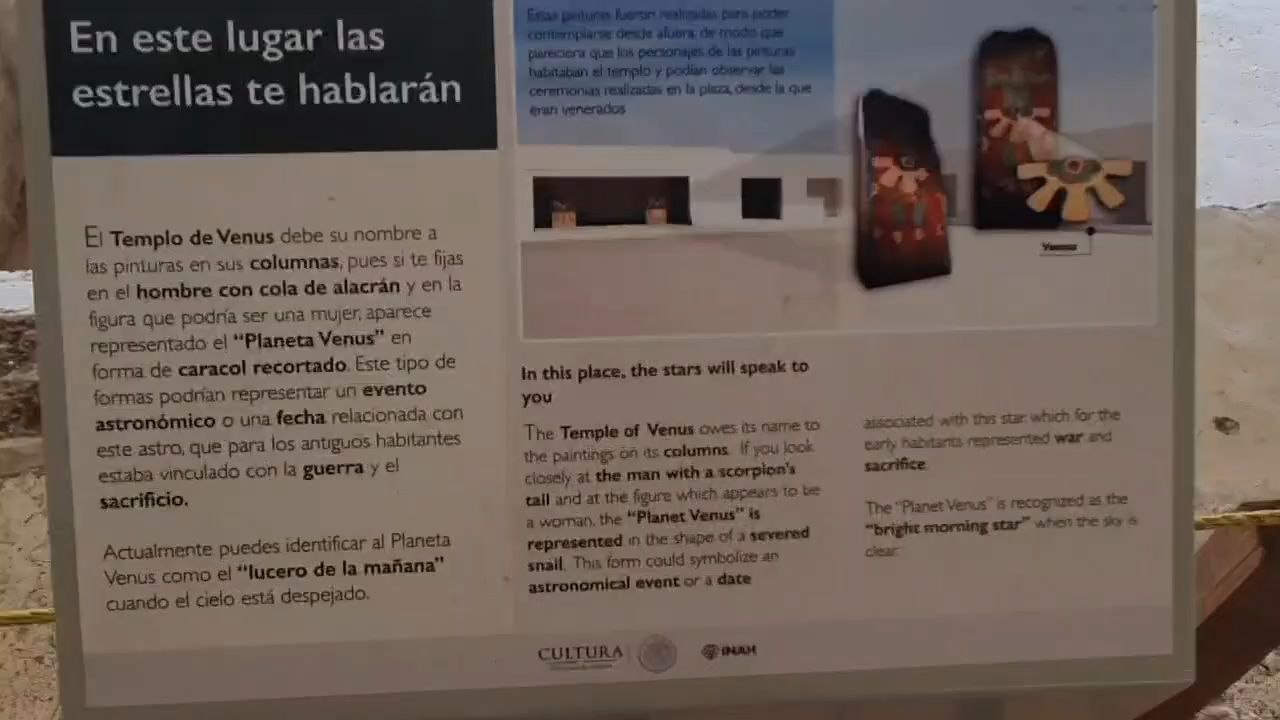 En este lugar las
estrellas te hablarán
El Templo de Venus debe su nombre a
las pinturas en sus columnas, pues si te fijas
en el hombre con cola de alacrán y en la
figura que podría ser una mujer, aparece
representado el "Planeta Venus" en
forma de caracol recortado. Este tipo de
formas podrían representar un evento
astronómico o una fecha relacionada con
este astro, que para los antiguos habitantes
estaba vinculado con la guerra y el
sacrificio.
Actualmente puedes identificar al Planeta
Venus como el "lucero de la mañana"
cuando el cielo está despejado.
Estas pinturas fueron realizadas para poder
contemplarse desde afuera, de modo que
pareciera que los personajes de las pinturas
habitaban el templo y podían observar las
ceremonias realizadas en la plaza, desde la que
eran venerados
Venus
In this place, the stars will speak to
you
The Temple of Venus owes its name to
the paintings on its columns. If you look
closely at the man with a scorpion's
tail and at the figure which appears to be
a woman, the "Planet Venus" is
represented in the shape of a severed
snail. This form could symbolize an
astronomical event or a date
associated with this star which for the
early habitants represented war and
sacrifice.
The "Planet Venus" is recognized as the
"bright morning star" when the sky is
clear.
CULTURA
INAH